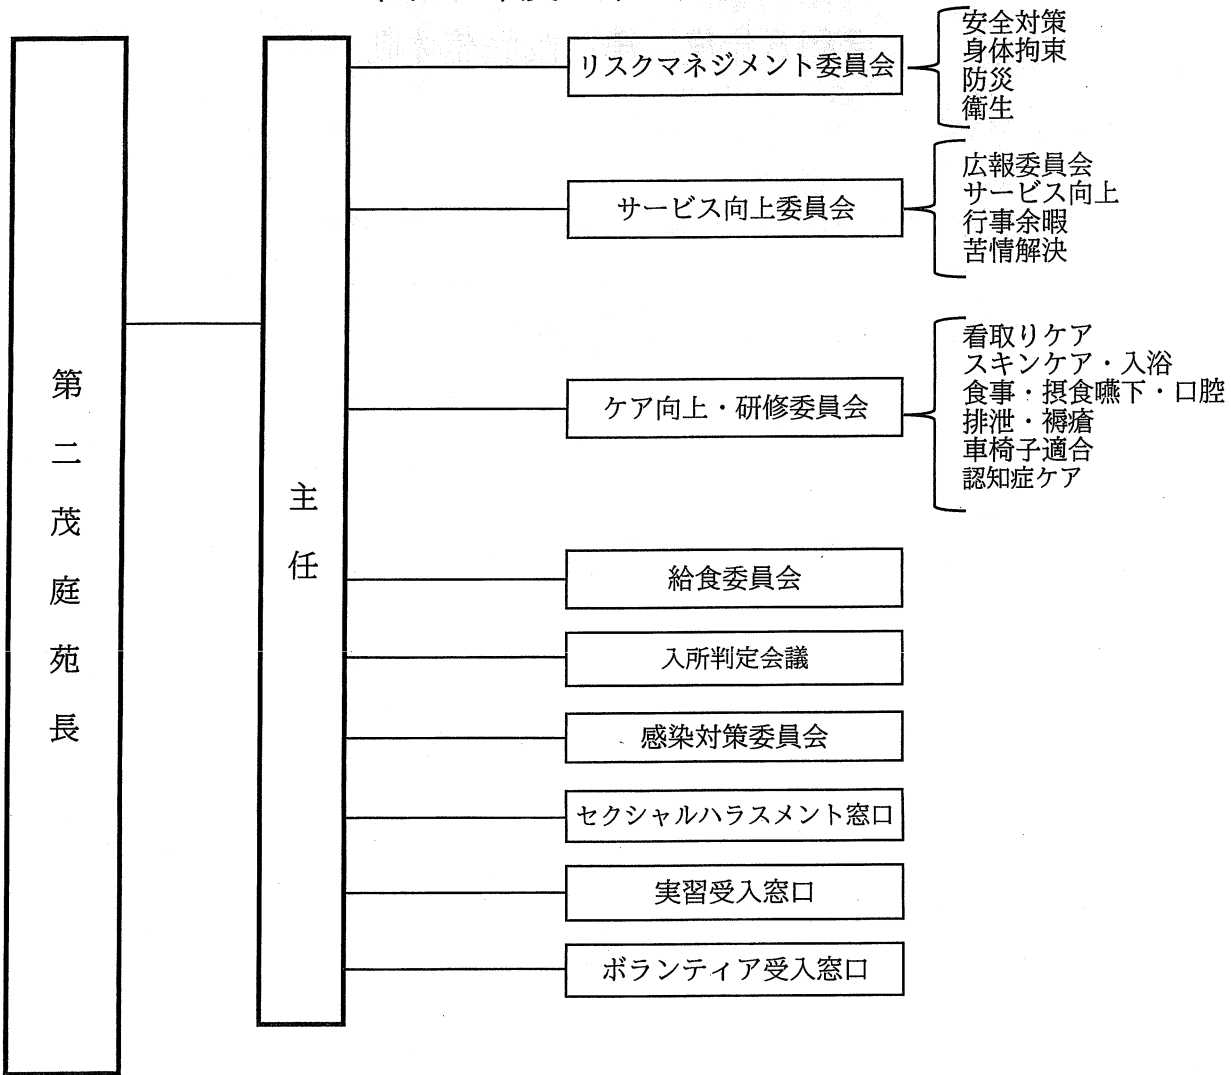 第二茂庭苑長
主任
リスクマネジメント委員会
安全対策
身体拘束
防災
衛生
サービス向上委員会
広報委員会
サービス向上
行事余暇
苦情解決
ケア向上・研修委員会
看取りケア
スキンケア・入浴
食事・摂食嚥下・口腔
排泄・褥瘡
車椅子適合
認知症ケア
給食委員会
入所判定会議
感染対策委員会
セクシャルハラスメント窓口
実習受入窓口
ボランティア受入窓口